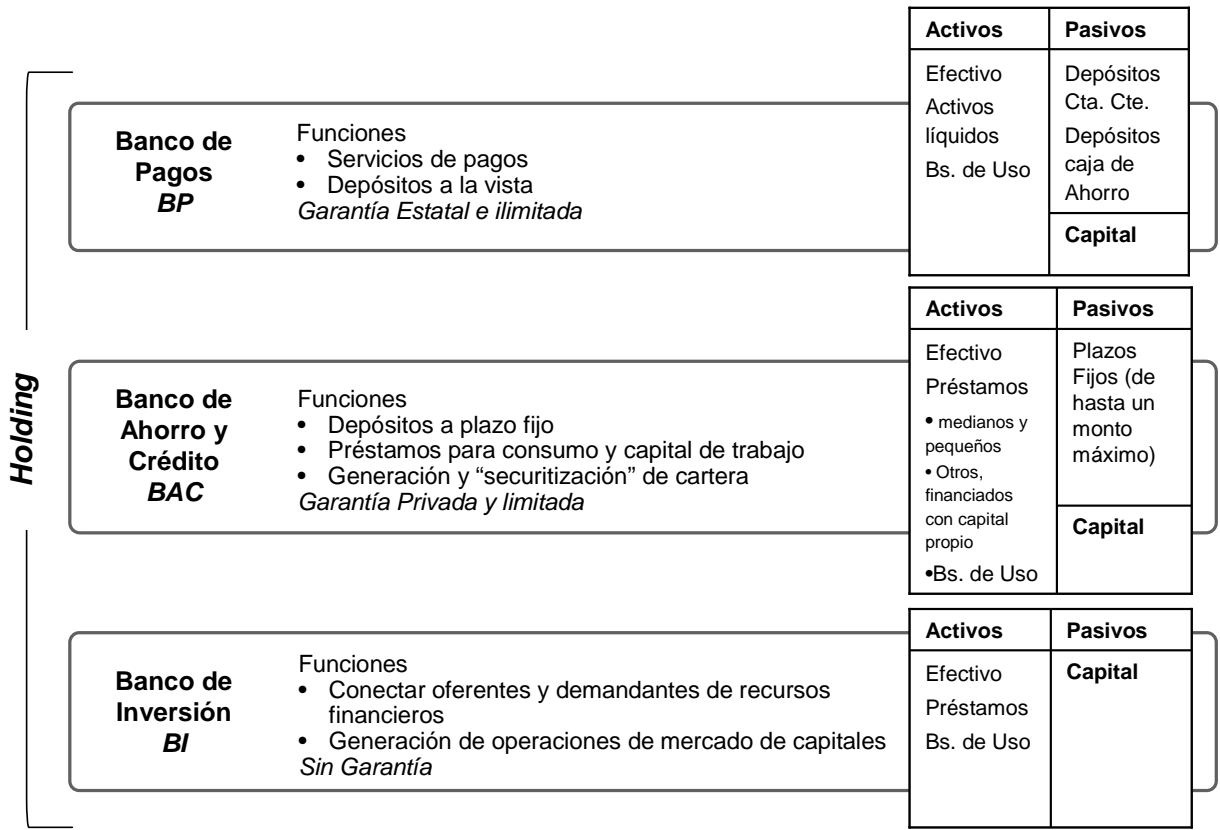 Holding
Banco de
Pagos
BP
Funciones
• Servicios de pagos
• Depósitos a la vista
Garantía Estatal e ilimitada
Activos
Efectivo
Activos
líquidos
Bs. de Uso
Pasivos
Depósitos
Cta. Cte.
Depósitos
caja de
Ahorro
Capital
Banco de
Ahorro y
Crédito
BAC
Funciones
• Depósitos a plazo fijo
• Préstamos para consumo y capital de trabajo
• Generación y “securitización” de cartera
Garantía Privada y limitada
Activos
Efectivo
Préstamos
• medianos y
pequeños
• Otros,
financiados
con capital
propio
•Bs. de Uso
Pasivos
Plazos
Fijos (de
hasta un
monto
máximo)
Capital
Banco de
Inversión
BI
Funciones
• Conectar oferentes y demandantes de recursos
financieros
• Generación de operaciones de mercado de capitales
Sin Garantía
Activos
Efectivo
Préstamos
Bs. de Uso
Pasivos
Capital